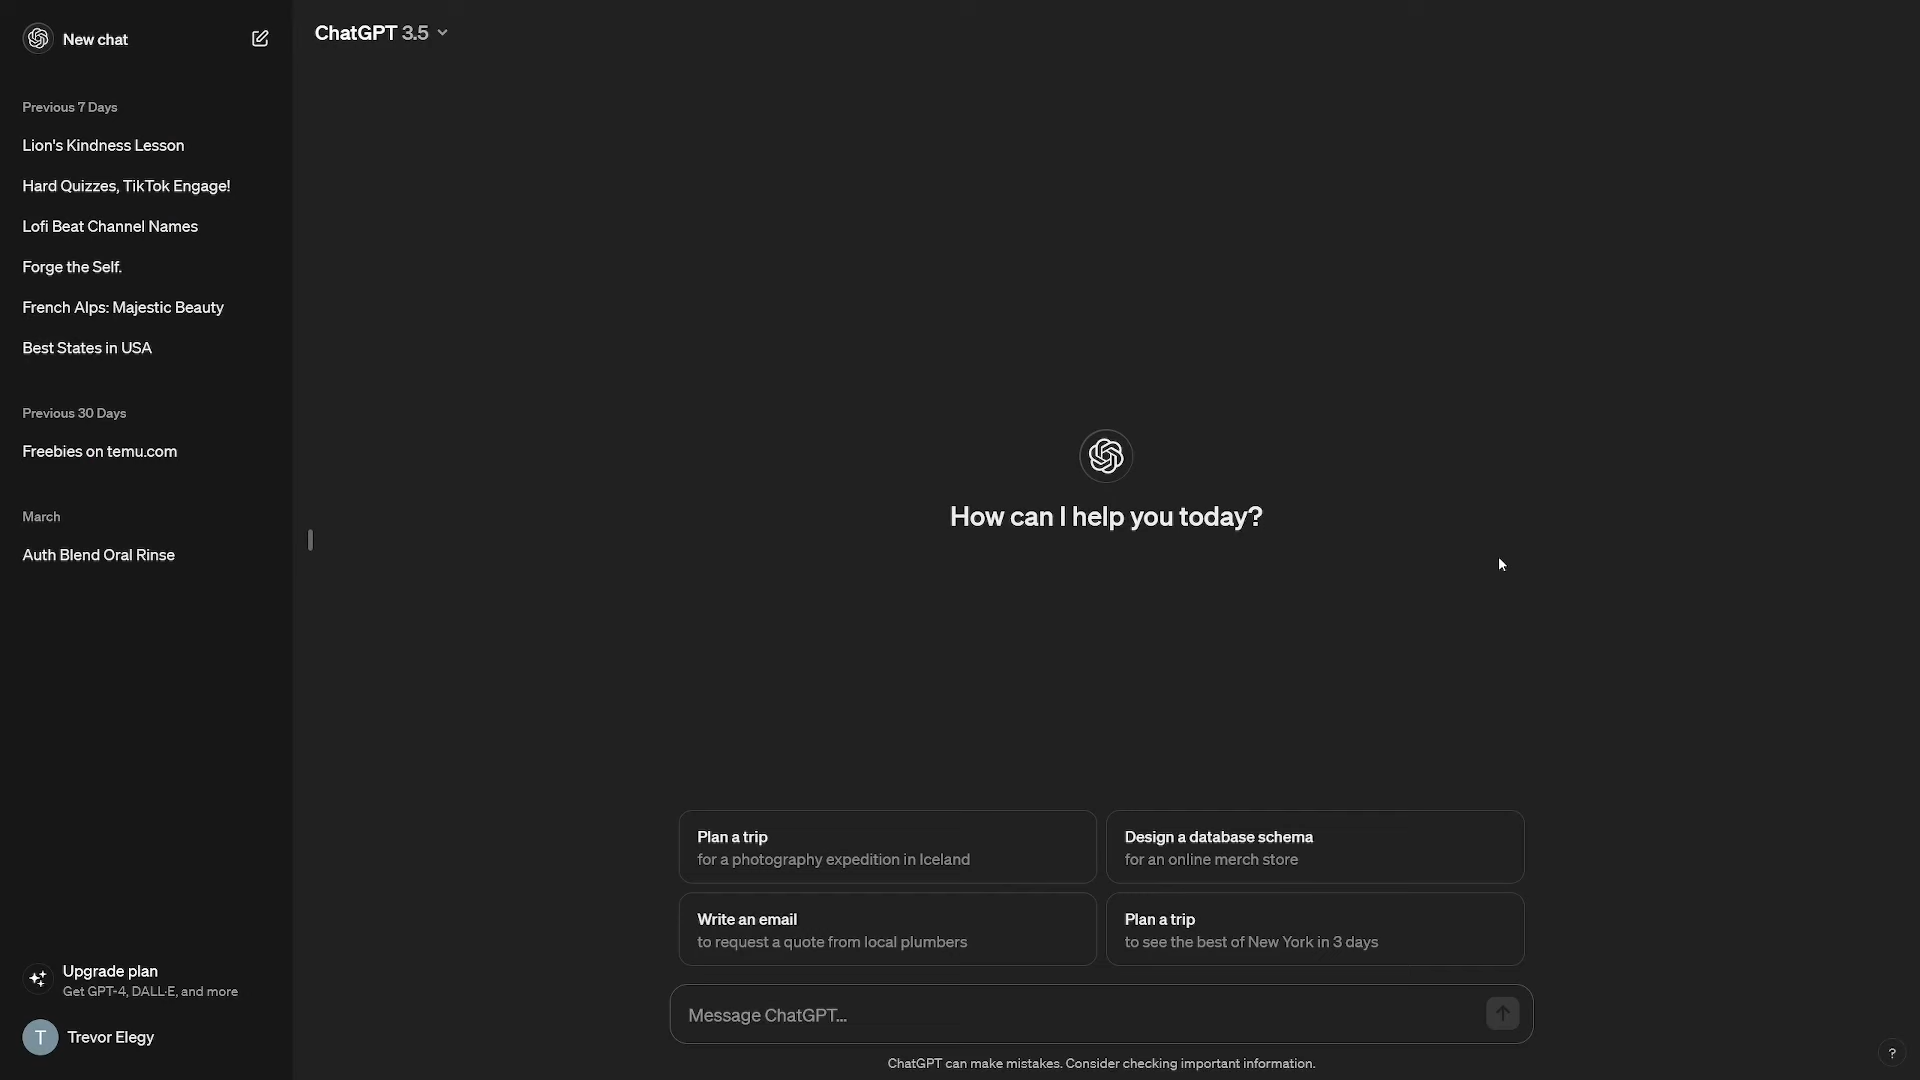 New chat
Previous 7 Days
Lion's Kindness Lesson
Hard Quizzes, TikTok Engage!
Lofi Beat Channel Names
Forge the Self.
French Alps: Majestic Beauty
Best States in USA
Previous 30 Days
Freebies on temu.com
March
Auth Blend Oral Rinse
Upgrade plan
Get GPT-4, DALL·E, and more
T
Trevor Elegy
ChatGPT 3.5
How can I help you today?
Plan a trip
for a photography expedition in Iceland
Design a database schema
for an online merch store
Write an email
to request a quote from local plumbers
Plan a trip
to see the best of New York in 3 days
Message ChatGPT...
ChatGPT can make mistakes. Consider checking important information.
?